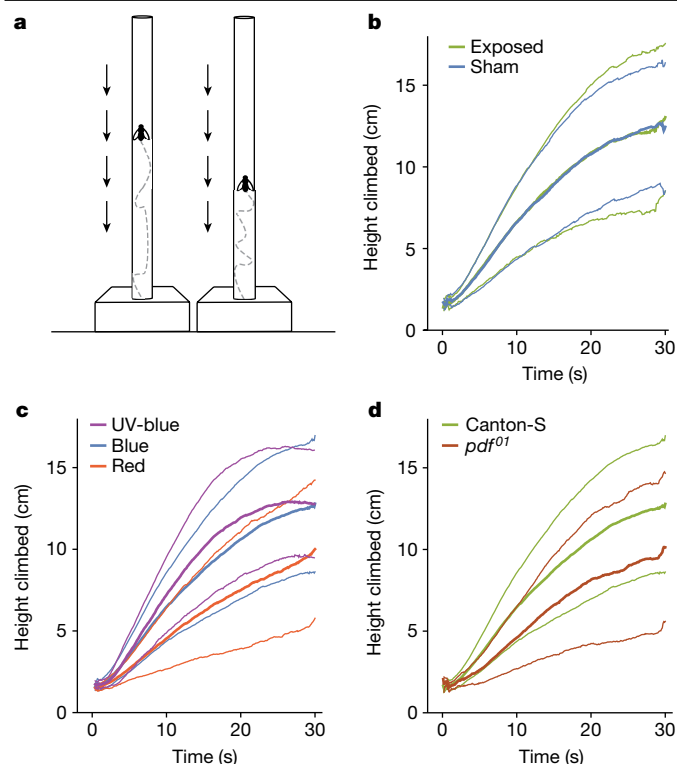 a
b
Exposed
Sham
Height climbed (cm)
15
10
5
0
0 10 20 30
Time (s)
c
UV-blue
Blue
Red
Height climbed (cm)
15
10
5
0
0 10 20 30
Time (s)
d
Canton-S
pdf01
Height climbed (cm)
15
10
5
0
0 10 20 30
Time (s)